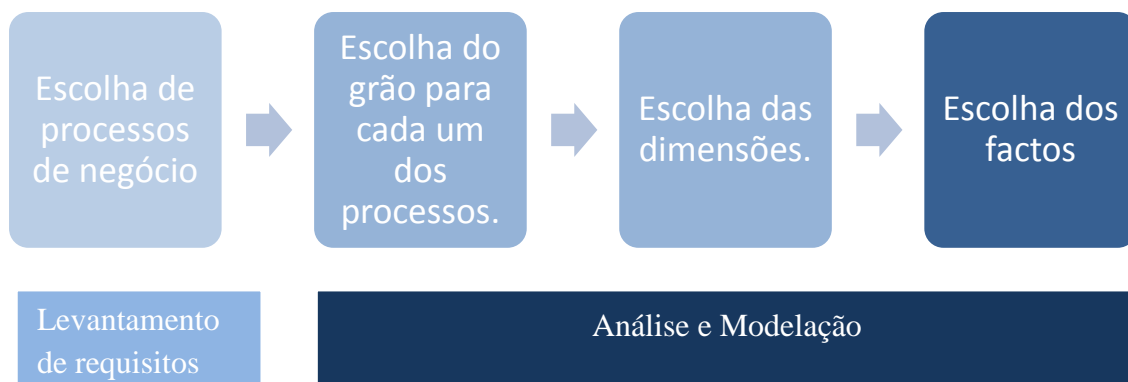 Escolha de
processos
de negócio
Escolha do
grão para
cada um
dos
processos.
Escolha das
dimensões.
Escolha dos
factos
Levantamento
de requisitos
Análise e Modelação